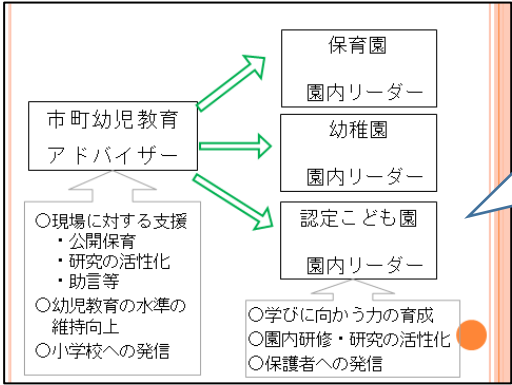 市町幼児教育
アドバイザー
○現場に対する支援
・公開保育
・研究の活性化
・助言等
○幼児教育の水準の
維持向上
○小学校への発信
保育園
園内リーダー
幼稚園
園内リーダー
認定こども園
園内リーダー
○学びに向かう力の育成
○園内研修・研究の活性化
○保護者への発信